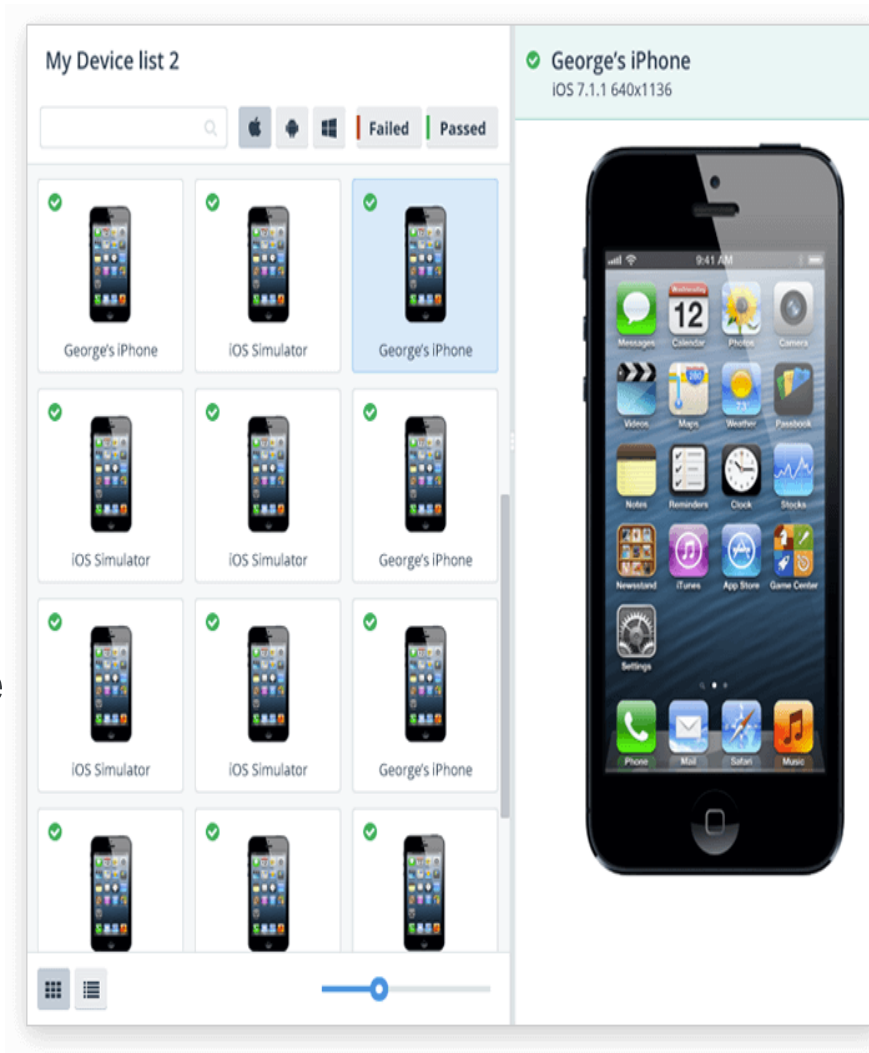 My Device list 2
Failed
Passed
George's iPhone
iOS Simulator
George's iPhone
iOS Simulator
iOS Simulator
George's iPhone
iOS Simulator
iOS Simulator
George's iPhone
e
George's iPhone
iOS 7.1.1 640x1136
9:41 AM
12
280
Messages Calendar Photos Camera
73°
Videos Maps Weather Passbook
Notes Reminders Clock Stocks
Newsstand iTunes App Store Game Center
Settings
Phone Mail Safari Music